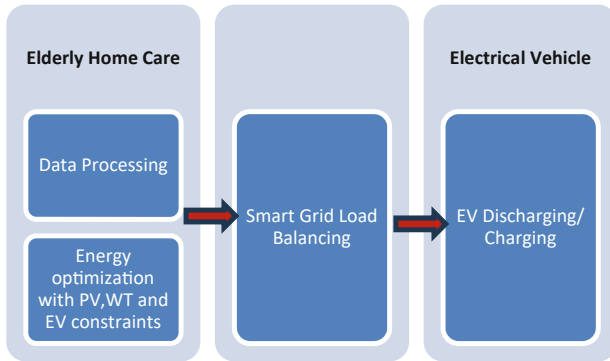 Elderly Home Care
Data Processing
Energy
optimization
with PV,WT and
EV constraints
Smart Grid Load
Balancing
Electrical Vehicle
EV Discharging/
Charging